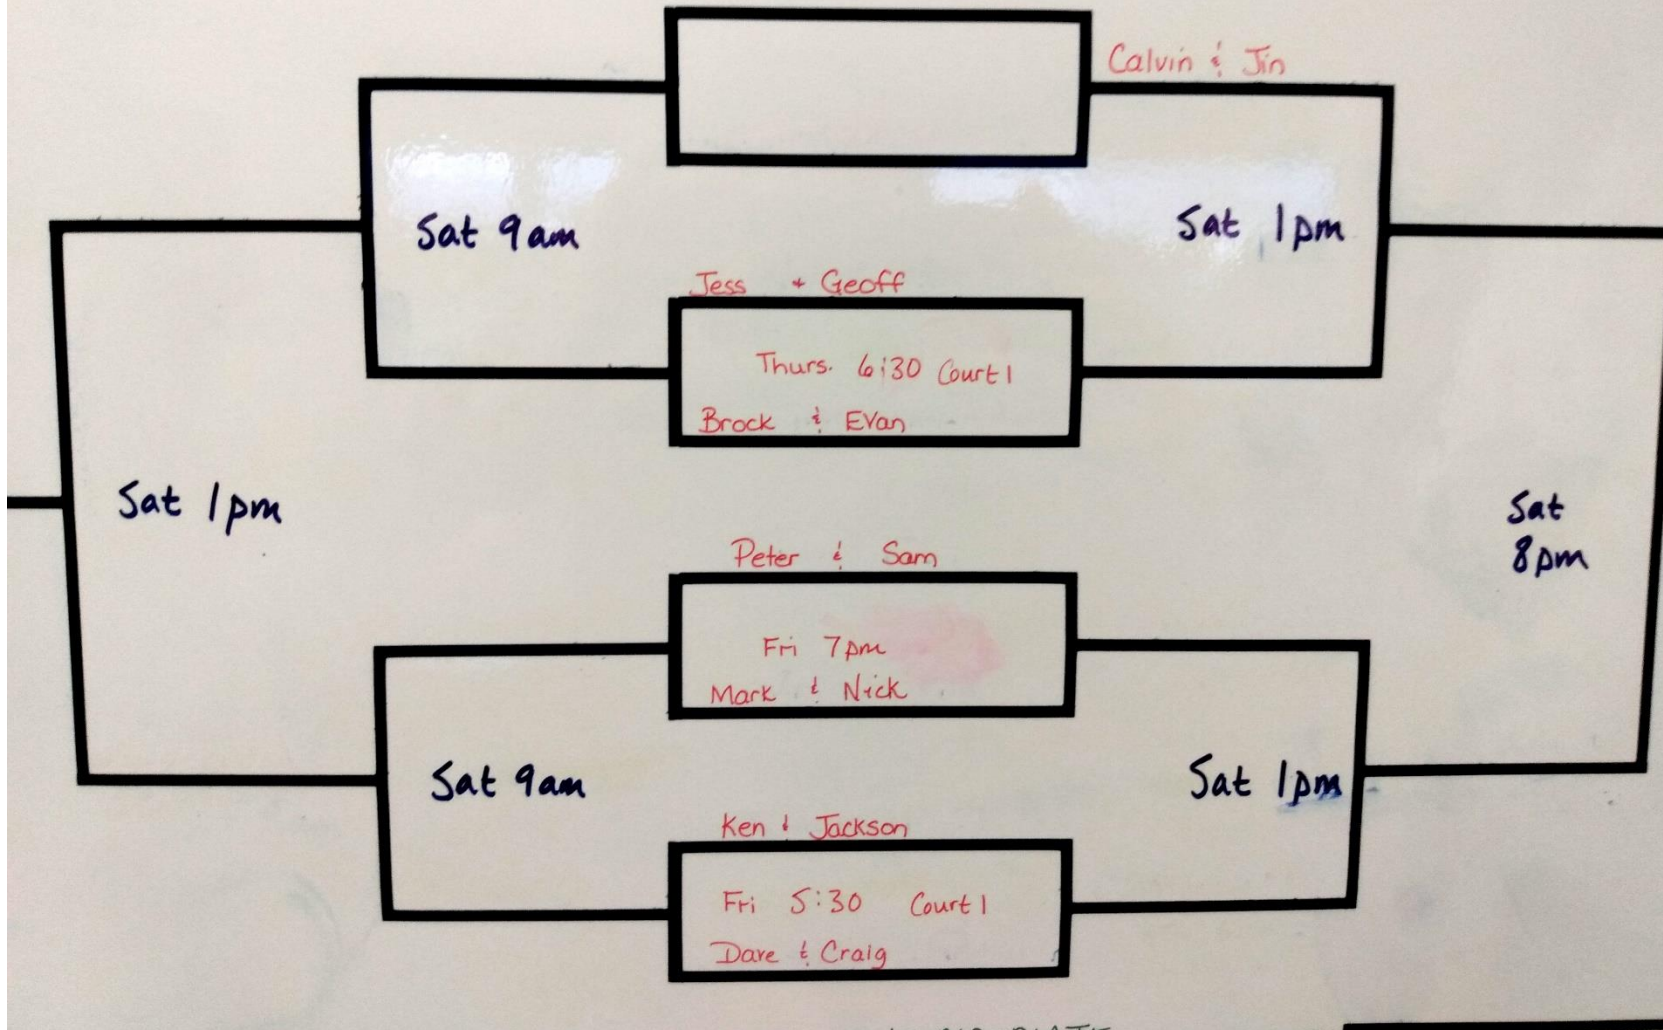 Calvin & Jin
Sat 9am
Sat 1pm
Jess + Geoff
Thurs. 6:30 Court 1
Brock & Evan
Sat 1pm
Sat
8pm
Peter & Sam
Fri 7pm
Mark & Nick
Sat 9am
Sat 1pm
Ken & Jackson
Fri 5:30 Court 1
Dave & Craig